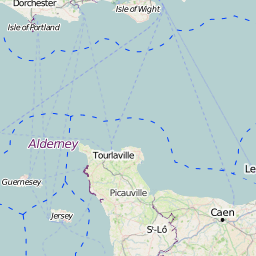 Dorchester
Isle of Wight
Isle of Portland
Alderney
Tourlaville
Guernesey
Picauville
Le
Jersey
Caen
St-Lô